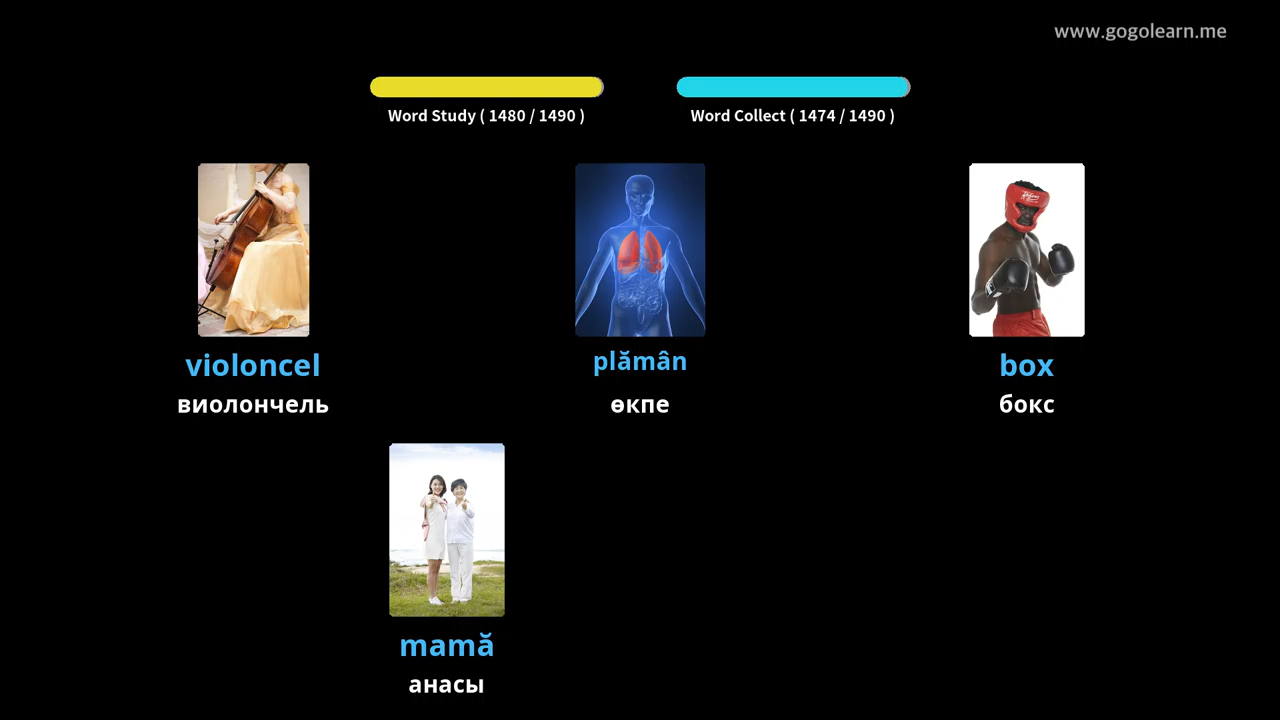 www.gogolearn.me
Word Study ( 1480 / 1490 )
Word Collect ( 1474 / 1490 )
violoncel
plămân
box
виолончель
өкпе
бокс
mamă
анасы